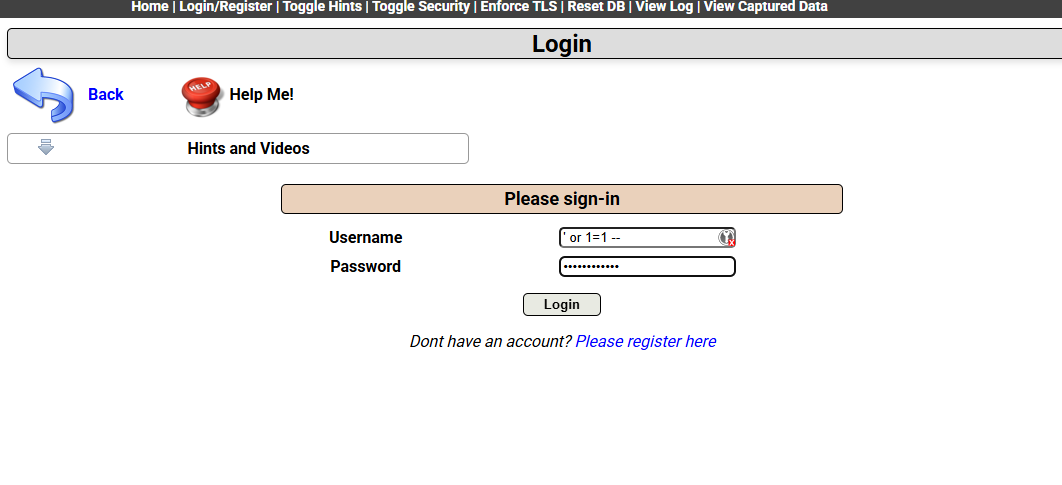 Home | Login/Register | Toggle Hints | Toggle Security | Enforce TLS | Reset DB | View Log | View Captured Data
Login
Back
HELP Help Me!
Hints and Videos
Please sign-in
Username ' or 1=1 --
Password ••••••••••••
Login
Dont have an account? Please register here